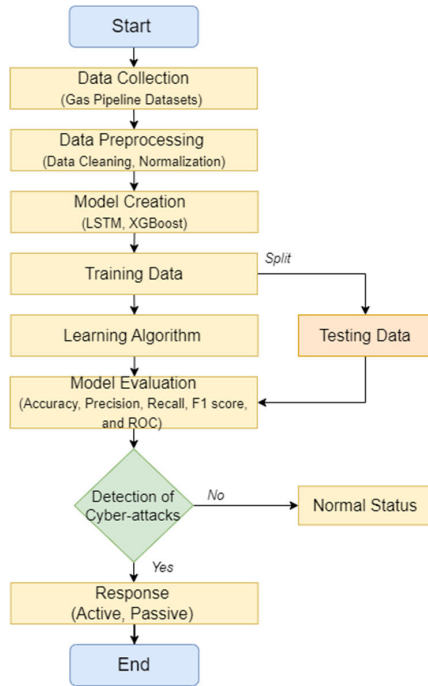 Start
Data Collection
(Gas Pipeline Datasets)
Data Preprocessing
(Data Cleaning, Normalization)
Model Creation
(LSTM, XGBoost)
Training Data
Split
Learning Algorithm
Testing Data
Model Evaluation
(Accuracy, Precision, Recall, F1 score,
and ROC)
Detection of
Cyber-attacks
No
Normal Status
Yes
Response
(Active, Passive)
End